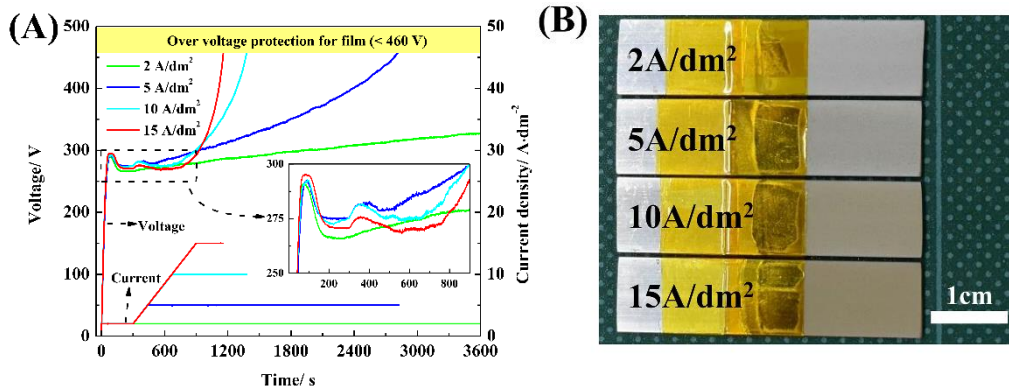 (A)
Over voltage protection for film (< 460 V)
2 A/dm²
5 A/dm²
10 A/dm²
15 A/dm²
Voltage
Current
Voltage/ V
500
400
300
200
100
0
Current density/ A·dm⁻²
50
40
30
20
10
0
300
275
250
200 400 600 800
0 600 1200 1800 2400 3000 3600
Time/ s
(B)
2A/dm²
5A/dm²
10A/dm²
15A/dm²
1cm